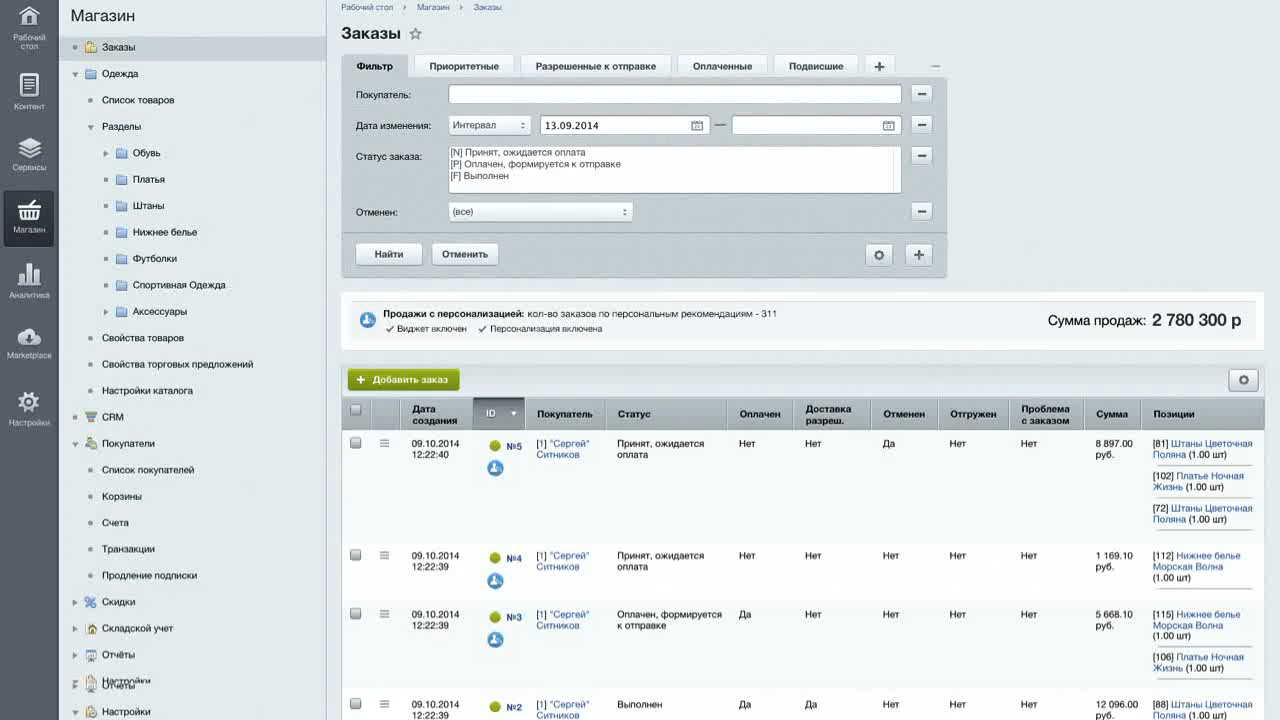 Рабочий стол
Контент
Сервисы
Магазин
Аналитика
Marketplace
Настройки
Магазин
Заказы
Одежда
Список товаров
Разделы
Обувь
Платья
Штаны
Нижнее белье
Футболки
Спортивная Одежда
Аксессуары
Свойства товаров
Свойства торговых предложений
Настройки каталога
CRM
Покупатели
Список покупателей
Корзины
Счета
Транзакции
Продление подписки
Скидки
Складской учет
Отчёты
Настройки
Отчеты
Настройки
Рабочий стол › Магазин › Заказы
Заказы
Фильтр Приоритетные Разрешенные к отправке Оплаченные Подвисшие +
Покупатель:
Дата изменения: Интервал 13.09.2014 —
Статус заказа: [N] Принят, ожидается оплата
[P] Оплачен, формируется к отправке
[F] Выполнен
Отменен: (все)
Найти Отменить
Продажи с персонализацией: кол-во заказов по персональным рекомендациям - 311
Виджет включен Персонализация включена
Сумма продаж: 2 780 300 р
+ Добавить заказ
Дата создания ID Покупатель Статус Оплачен Доставка разреш. Отменен Отгружен Проблема с заказом Сумма Позиции
09.10.2014 №5 [1] "Сергей" Принят, ожидается Нет Нет Да Нет Нет 8 897.00 [81] Штаны Цветочная
12:22:40 Ситников оплата руб. Поляна (1.00 шт)
[102] Платье Ночная
Жизнь (1.00 шт)
[72] Штаны Цветочная
Поляна (1.00 шт)
09.10.2014 №4 [1] "Сергей" Принят, ожидается Нет Нет Нет Нет Нет 1 169.10 [112] Нижнее белье
12:22:39 Ситников оплата руб. Морская Волна
(1.00 шт)
09.10.2014 №3 [1] "Сергей" Оплачен, формируется Да Нет Нет Нет Нет 5 668.10 [115] Нижнее белье
12:22:39 Ситников к отправке руб. Морская Волна
(1.00 шт)
[106] Платье Ночная
Жизнь (1.00 шт)
09.10.2014 №2 [1] "Сергей" Выполнен Да Да Нет Нет Нет 12 096.00 [88] Штаны Цветочная
12:22:39 Ситников руб. Поляна (1.00 шт)